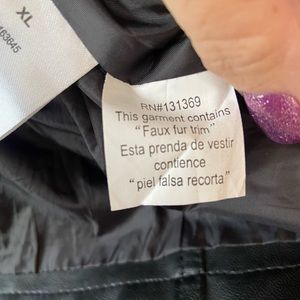 XL
RN#131369
This garment contains
"Faux fur trim"
Esta prenda de vestir
contience
"piel falsa recorta"